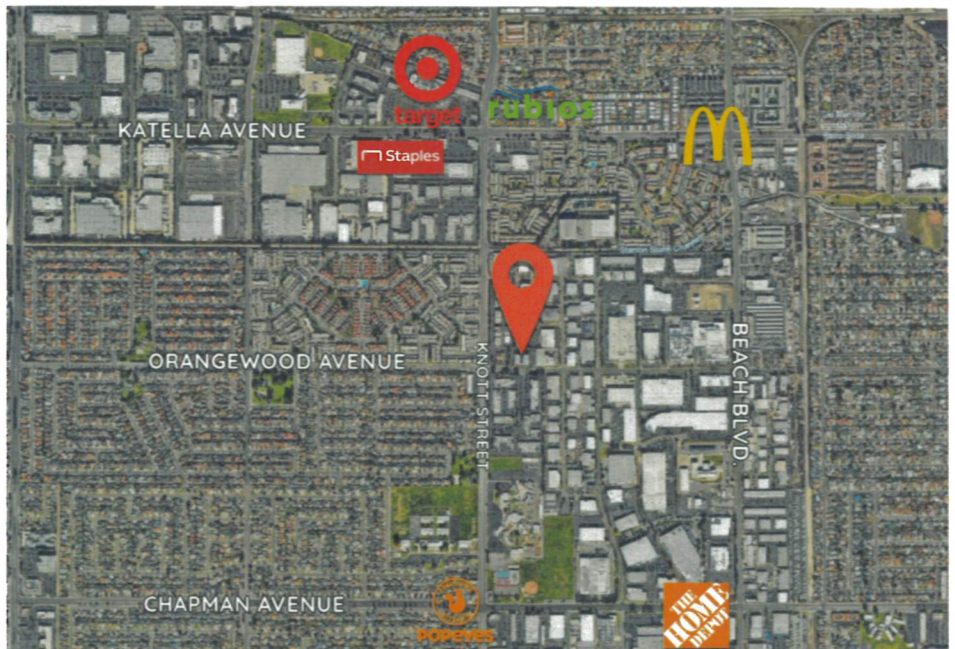 target
rubios
KATELLA AVENUE
Staples
ORANGEWOOD AVENUE
KNOTT STREET
BEACH BLVD.
CHAPMAN AVENUE
POPEYES
THE
HOME
DEPOT